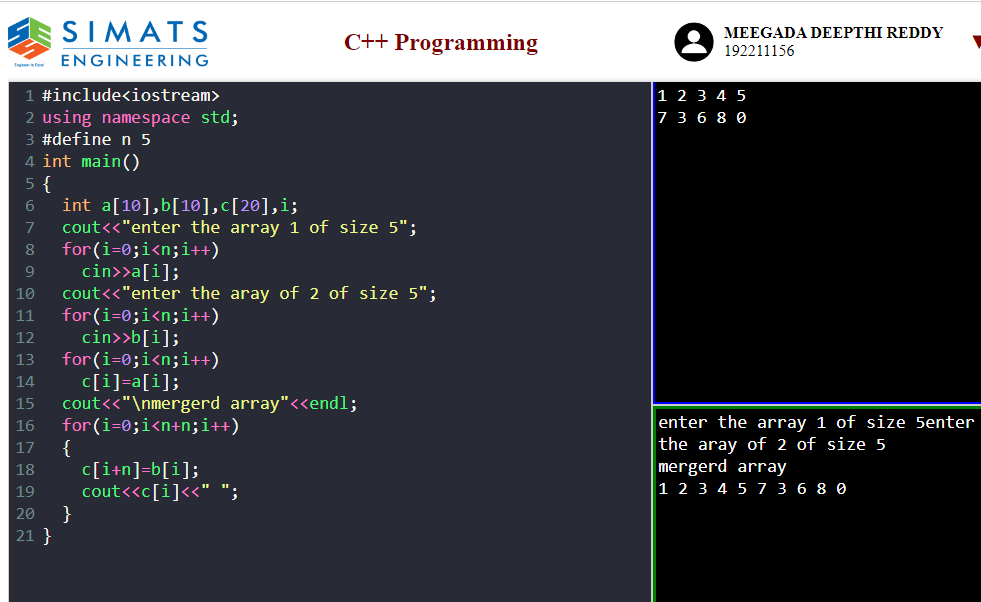 SIMATS
ENGINEERING
Engineer to Excel
C++ Programming
MEEGADA DEEPTHI REDDY
192211156
1 #include<iostream>
2 using namespace std;
3 #define n 5
4 int main()
5 {
6 int a[10],b[10],c[20],i;
7 cout<<"enter the array 1 of size 5";
8 for(i=0;i<n;i++)
9 cin>>a[i];
10 cout<<"enter the aray of 2 of size 5";
11 for(i=0;i<n;i++)
12 cin>>b[i];
13 for(i=0;i<n;i++)
14 c[i]=a[i];
15 cout<<"\nmergerd array"<<endl;
16 for(i=0;i<n+n;i++)
17 {
18 c[i+n]=b[i];
19 cout<<c[i]<<" ";
20 }
21 }
1 2 3 4 5
7 3 6 8 0
enter the array 1 of size 5enter
the aray of 2 of size 5
mergerd array
1 2 3 4 5 7 3 6 8 0